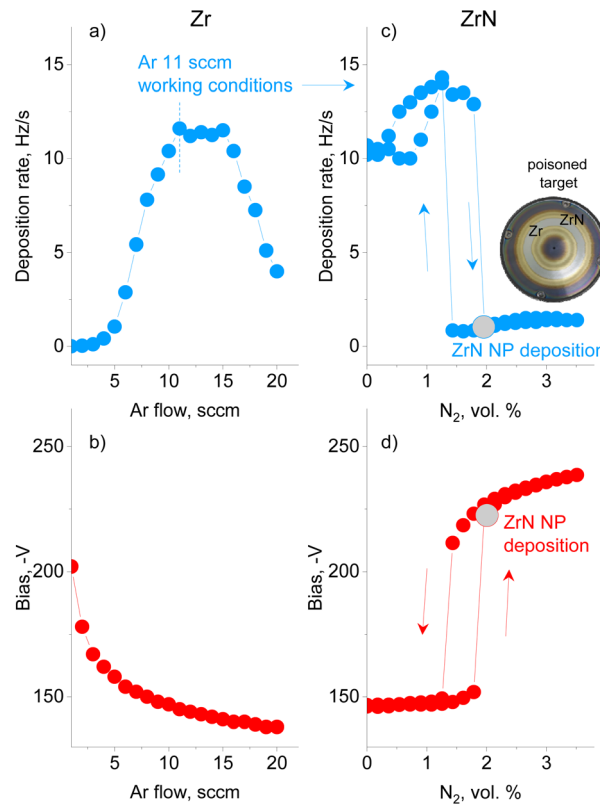 Zr
ZrN
a)
Ar 11 sccm
working conditions
Deposition rate, Hz/s
15
10
5
0
5
10
15
20
Ar flow, sccm
c)
Deposition rate, Hz/s
15
10
5
0
poisoned
target
Zr
ZrN
ZrN NP deposition
0
1
2
3
N₂, vol. %
b)
Bias, -V
250
200
150
5
10
15
20
Ar flow, sccm
d)
Bias, -V
250
200
150
ZrN NP
deposition
0
1
2
3
N₂, vol. %